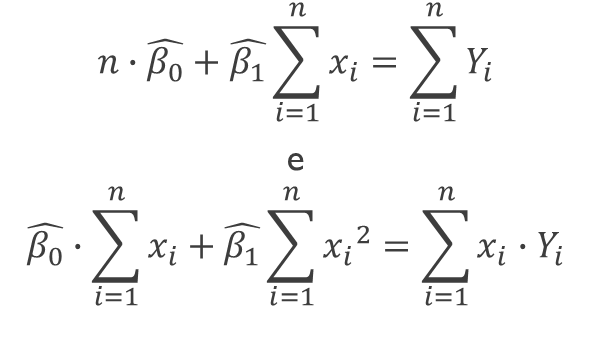 n · β̂₀ + β̂₁ ∑ᵢ₌₁ⁿ xᵢ = ∑ᵢ₌₁ⁿ Yᵢ
e
β̂₀ · ∑ᵢ₌₁ⁿ xᵢ + β̂₁ ∑ᵢ₌₁ⁿ xᵢ² = ∑ᵢ₌₁ⁿ xᵢ · Yᵢ